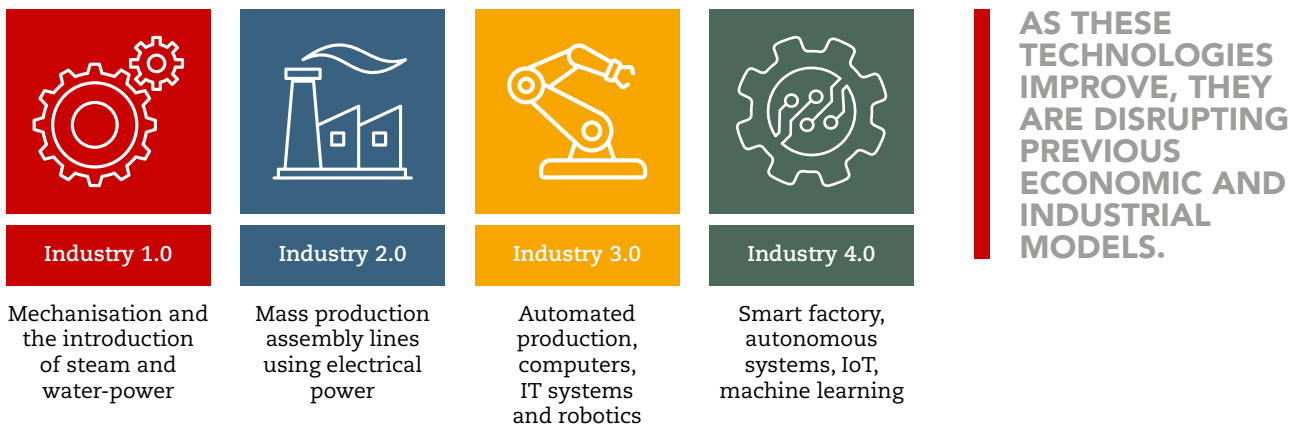 Industry 1.0
Mechanisation and
the introduction
of steam and
water-power
Industry 2.0
Mass production
assembly lines
using electrical
power
Industry 3.0
Automated
production,
computers,
IT systems
and robotics
Industry 4.0
Smart factory,
autonomous
systems, IoT,
machine learning
AS THESE
TECHNOLOGIES
IMPROVE, THEY
ARE DISRUPTING
PREVIOUS
ECONOMIC AND
INDUSTRIAL
MODELS.